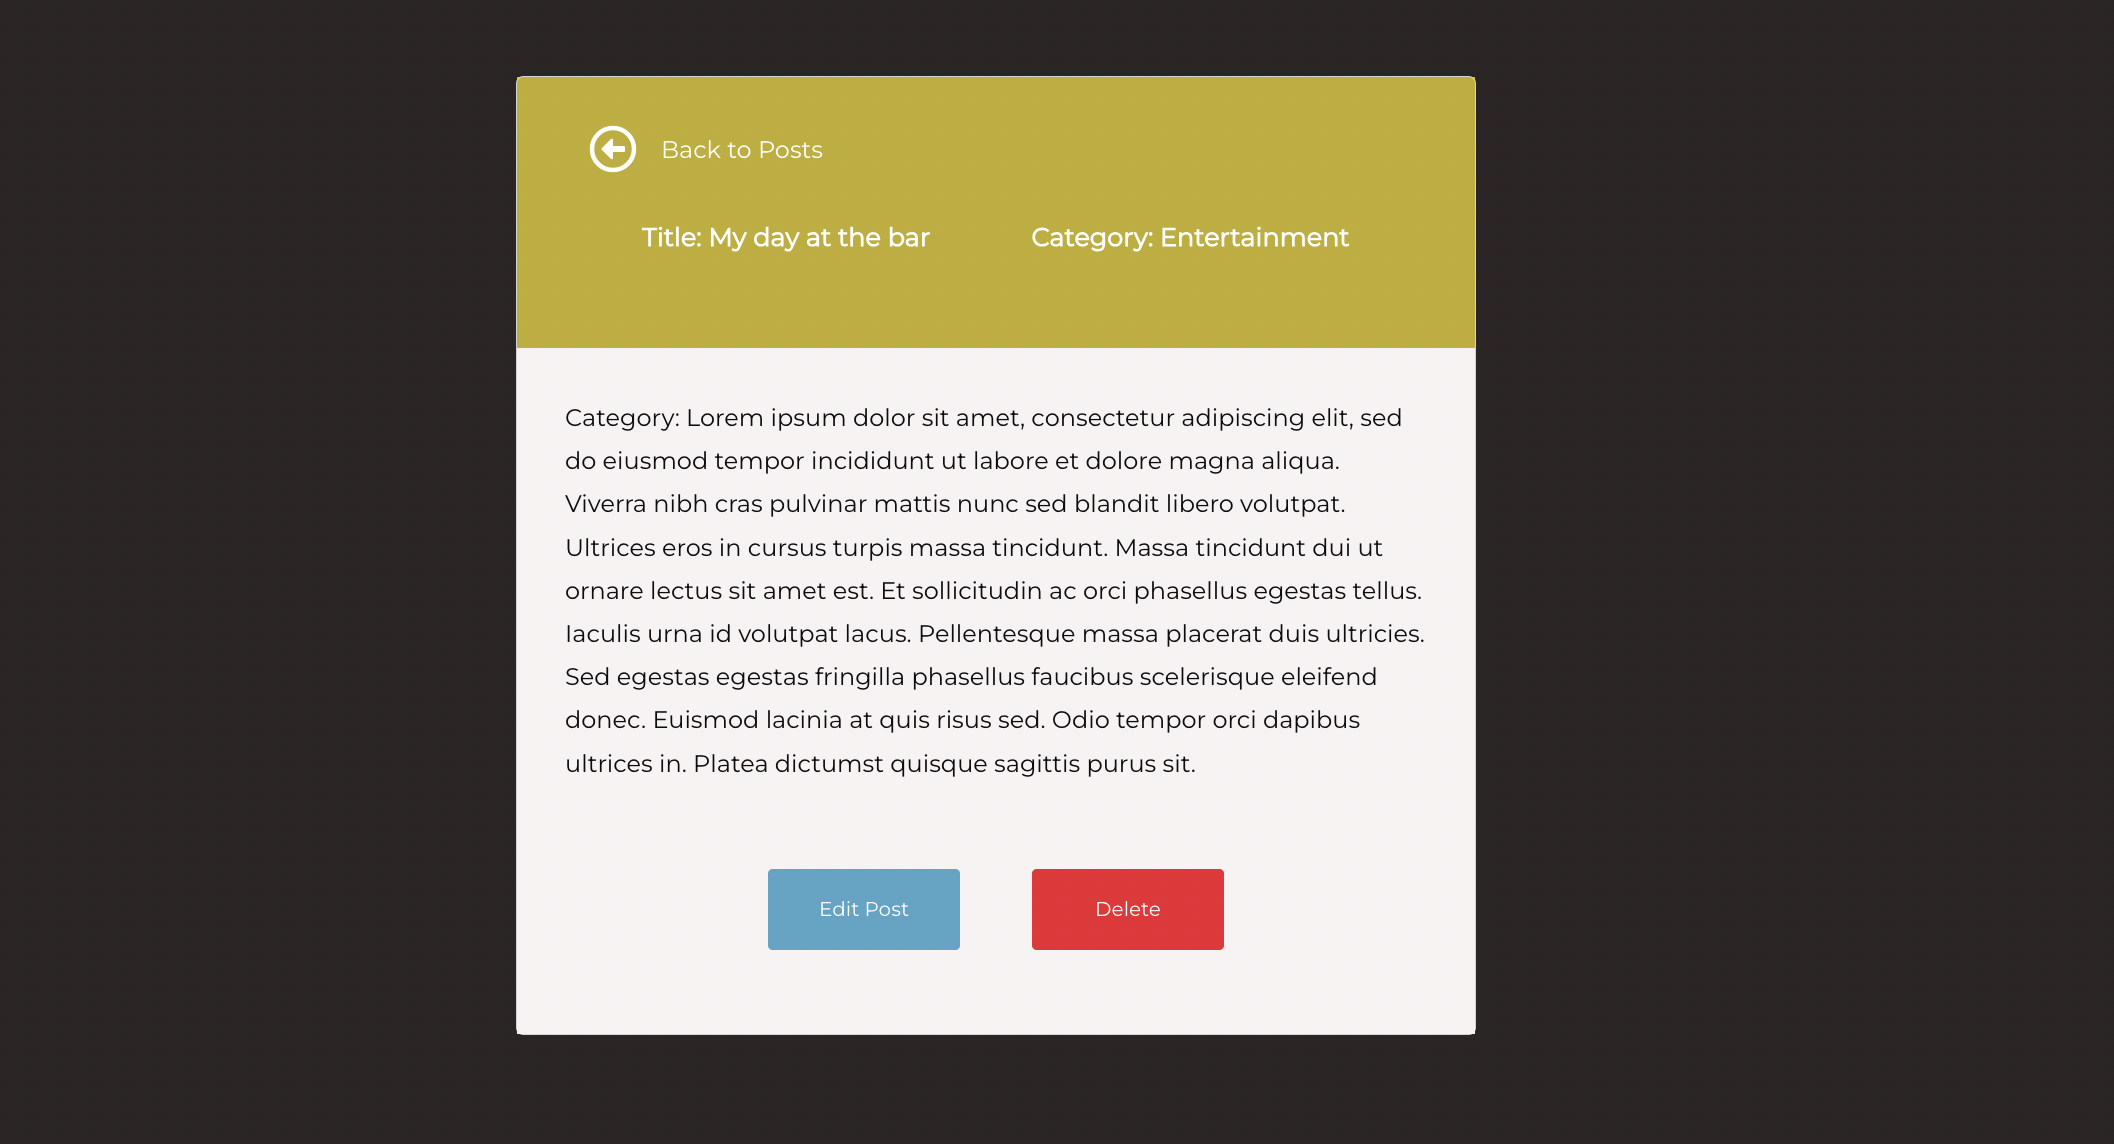 Back to Posts
Title: My day at the bar
Category: Entertainment
Category: Lorem ipsum dolor sit amet, consectetur adipiscing elit, sed
do eiusmod tempor incididunt ut labore et dolore magna aliqua.
Viverra nibh cras pulvinar mattis nunc sed blandit libero volutpat.
Ultrices eros in cursus turpis massa tincidunt. Massa tincidunt dui ut
ornare lectus sit amet est. Et sollicitudin ac orci phasellus egestas tellus.
Iaculis urna id volutpat lacus. Pellentesque massa placerat duis ultricies.
Sed egestas egestas fringilla phasellus faucibus scelerisque eleifend
donec. Euismod lacinia at quis risus sed. Odio tempor orci dapibus
ultrices in. Platea dictumst quisque sagittis purus sit.
Edit Post
Delete